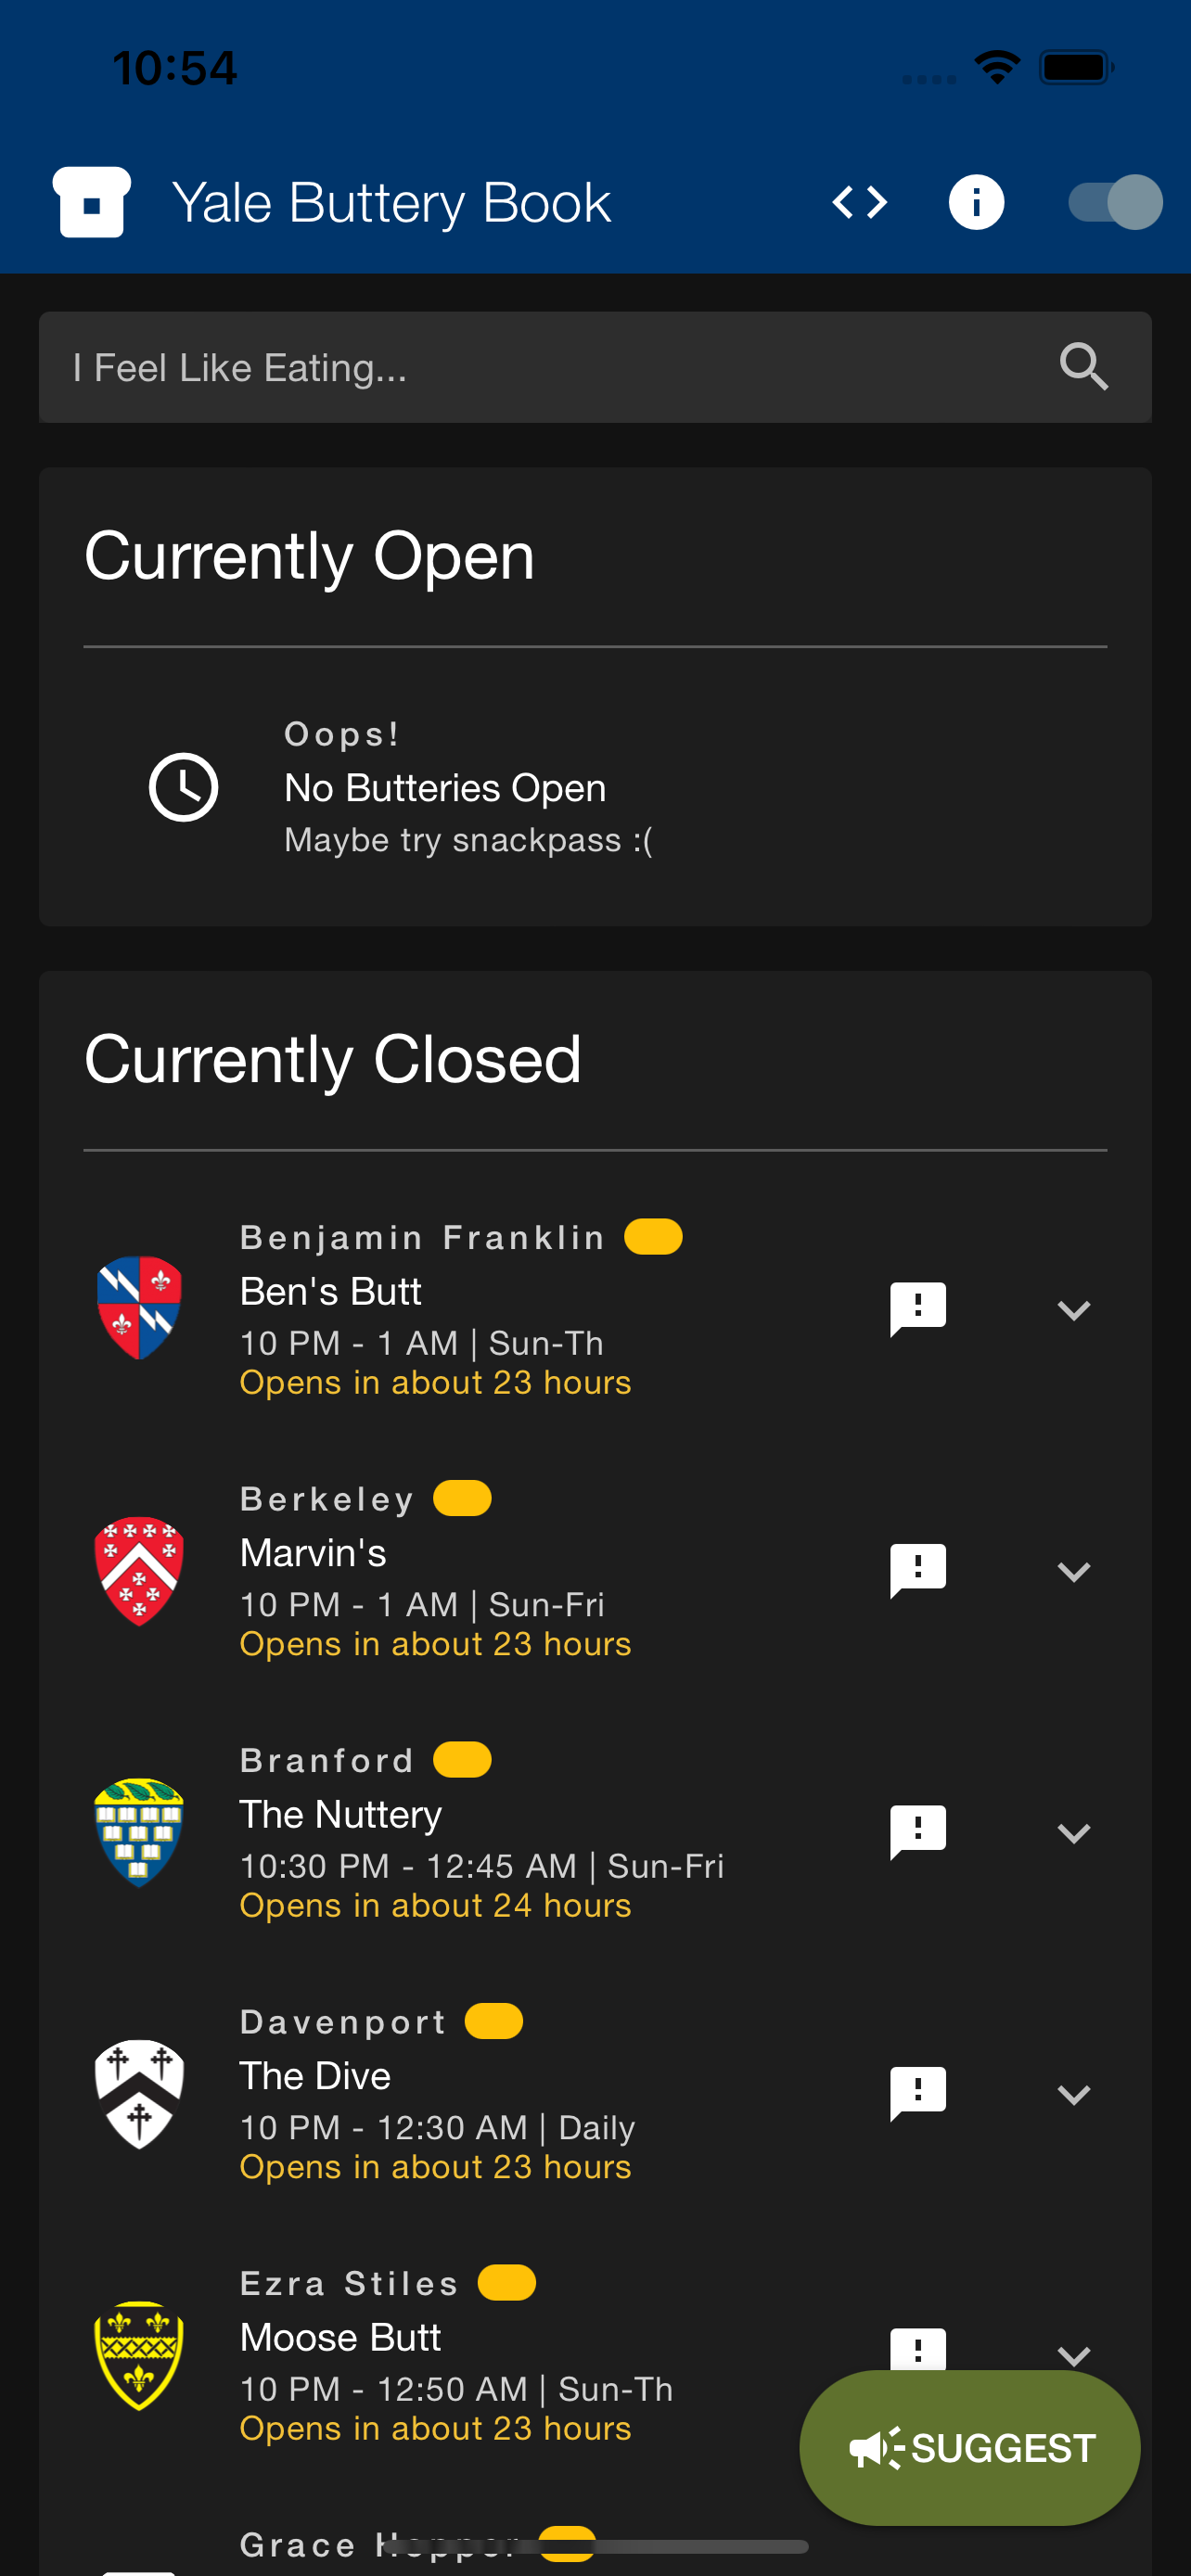 10:54
Yale Buttery Book
I Feel Like Eating...
Currently Open
Oops!
No Butteries Open
Maybe try snackpass :(
Currently Closed
Benjamin Franklin
Ben's Butt
10 PM - 1 AM | Sun-Th
Opens in about 23 hours
Berkeley
Marvin's
10 PM - 1 AM | Sun-Fri
Opens in about 23 hours
Branford
The Nuttery
10:30 PM - 12:45 AM | Sun-Fri
Opens in about 24 hours
Davenport
The Dive
10 PM - 12:30 AM | Daily
Opens in about 23 hours
Ezra Stiles
Moose Butt
10 PM - 12:50 AM | Sun-Th
Opens in about 23 hours
SUGGEST
Grace Hopper